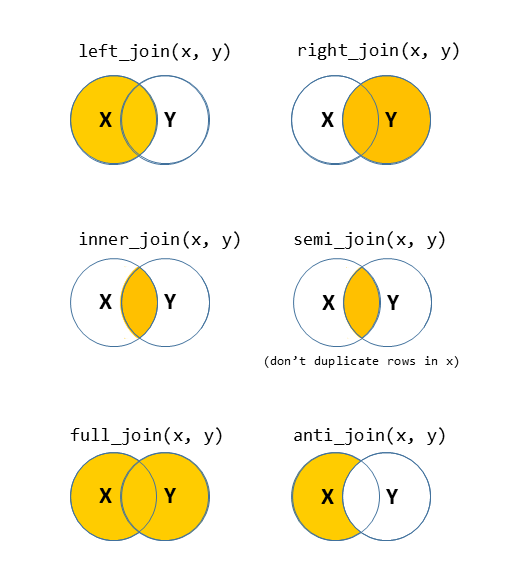 left_join(x, y)
right_join(x, y)
X Y
X Y
inner_join(x, y)
semi_join(x, y)
X Y
X Y
(don’t duplicate rows in x)
full_join(x, y)
anti_join(x, y)
X Y
X Y